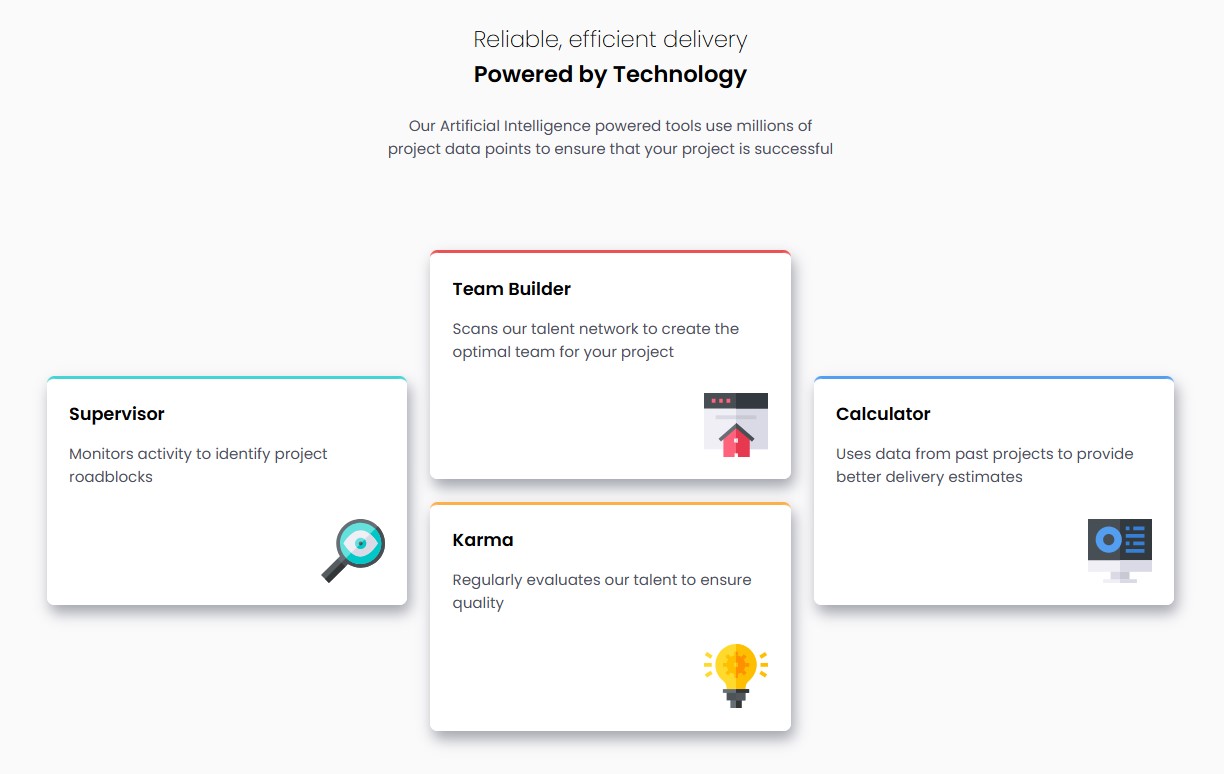 Reliable, efficient delivery
Powered by Technology
Our Artificial Intelligence powered tools use millions of
project data points to ensure that your project is successful
Supervisor
Monitors activity to identify project
roadblocks
Team Builder
Scans our talent network to create the
optimal team for your project
Karma
Regularly evaluates our talent to ensure
quality
Calculator
Uses data from past projects to provide
better delivery estimates